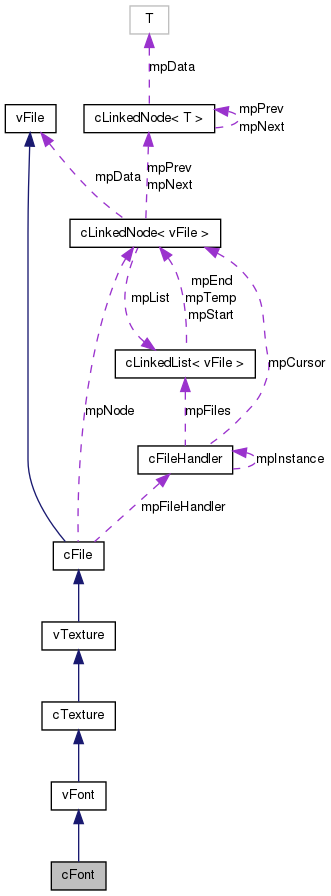 T
mpData
vFile
cLinkedNode< T >
mpPrev
mpNext
mpData
mpPrev
mpNext
cLinkedNode< vFile >
mpList
mpEnd
mpTemp
mpStart
cLinkedList< vFile >
mpCursor
mpNode
mpFiles
cFileHandler
mpInstance
mpFileHandler
cFile
vTexture
cTexture
vFont
cFont